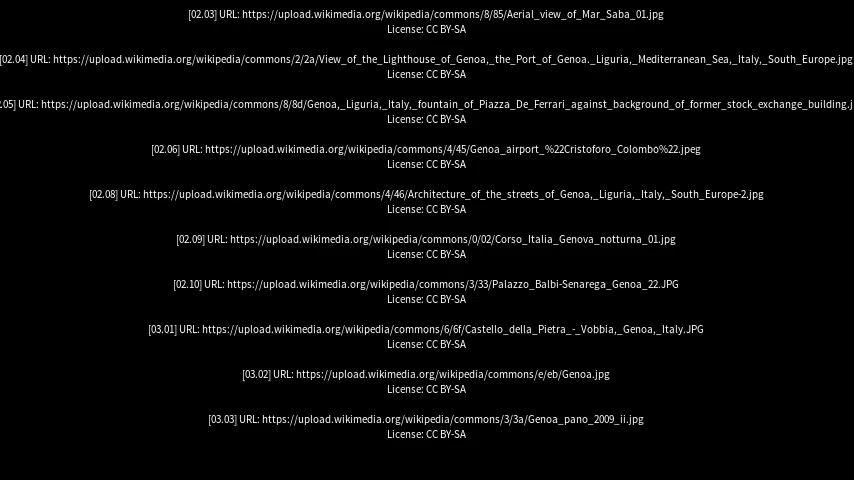 [02.03] URL: https://upload.wikimedia.org/wikipedia/commons/8/85/Aerial_view_of_Mar_Saba_01.jpg
License: CC BY-SA
[02.04] URL: https://upload.wikimedia.org/wikipedia/commons/2/2a/View_of_the_Lighthouse_of_Genoa,_the_Port_of_Genoa._Liguria,_Mediterranean_Sea,_Italy,_South_Europe.jpg
License: CC BY-SA
.05] URL: https://upload.wikimedia.org/wikipedia/commons/8/8d/Genoa,_Liguria,_Italy,_fountain_of_Piazza_De_Ferrari_against_background_of_former_stock_exchange_building.j
License: CC BY-SA
[02.06] URL: https://upload.wikimedia.org/wikipedia/commons/4/45/Genoa_airport_%22Cristoforo_Colombo%22.jpeg
License: CC BY-SA
[02.08] URL: https://upload.wikimedia.org/wikipedia/commons/4/46/Architecture_of_the_streets_of_Genoa,_Liguria,_Italy,_South_Europe-2.jpg
License: CC BY-SA
[02.09] URL: https://upload.wikimedia.org/wikipedia/commons/0/02/Corso_Italia_Genova_notturna_01.jpg
License: CC BY-SA
[02.10] URL: https://upload.wikimedia.org/wikipedia/commons/3/33/Palazzo_Balbi-Senarega_Genoa_22.JPG
License: CC BY-SA
[03.01] URL: https://upload.wikimedia.org/wikipedia/commons/6/6f/Castello_della_Pietra_-_Vobbia,_Genoa,_Italy.JPG
License: CC BY-SA
[03.02] URL: https://upload.wikimedia.org/wikipedia/commons/e/eb/Genoa.jpg
License: CC BY-SA
[03.03] URL: https://upload.wikimedia.org/wikipedia/commons/3/3a/Genoa_pano_2009_ii.jpg
License: CC BY-SA